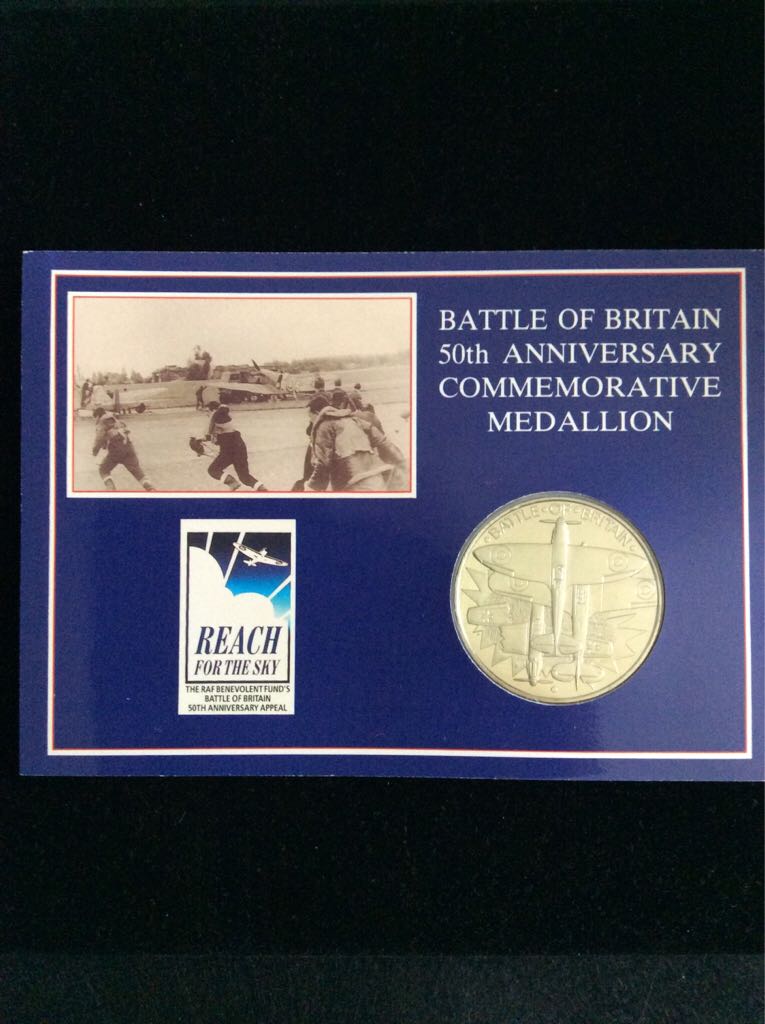 BATTLE OF BRITAIN
50th ANNIVERSARY
COMMEMORATIVE
MEDALLION
BATTLE•OF•BRITAIN
REACH
FOR THE SKY
THE RAF BENEVOLENT FUND'S
BATTLE OF BRITAIN
50TH ANNIVERSARY APPEAL